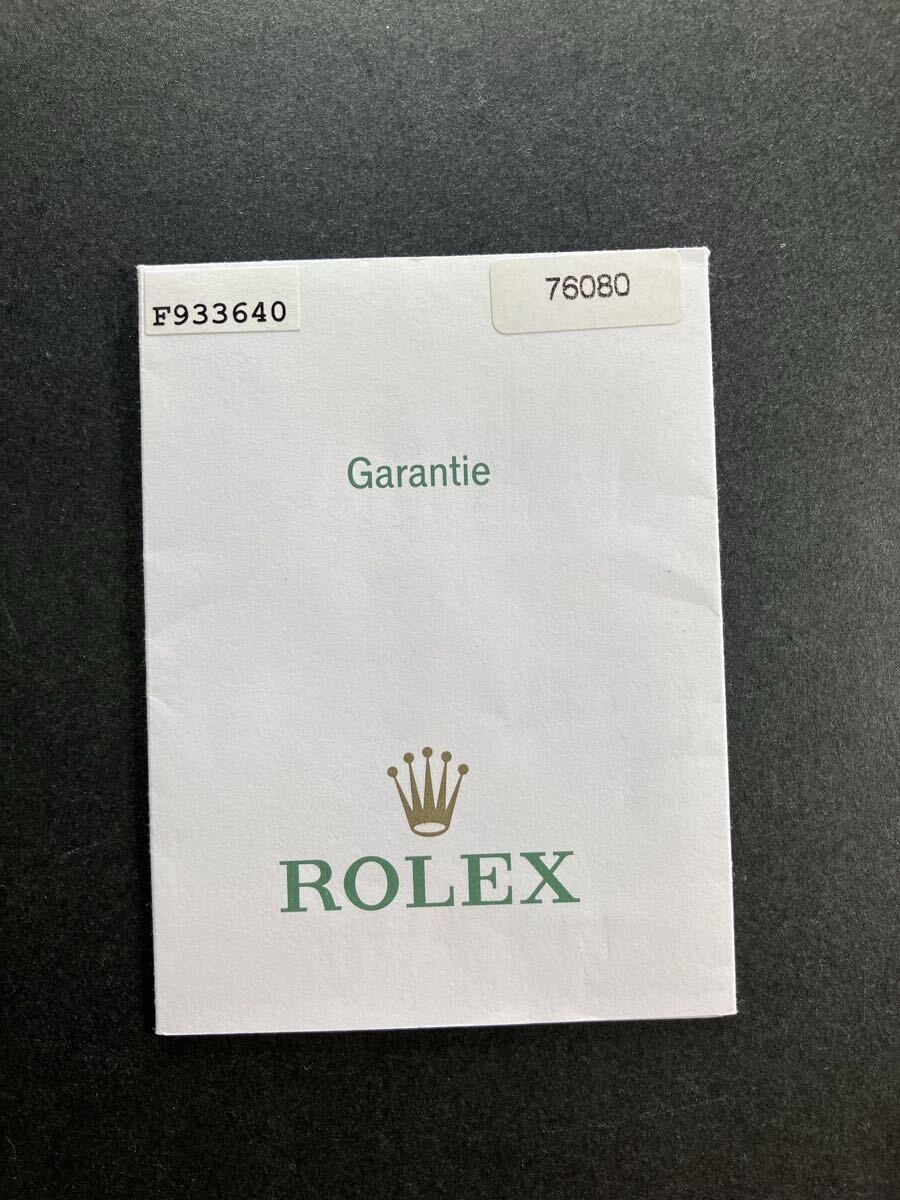 F933640
76080
Garantie
ROLEX